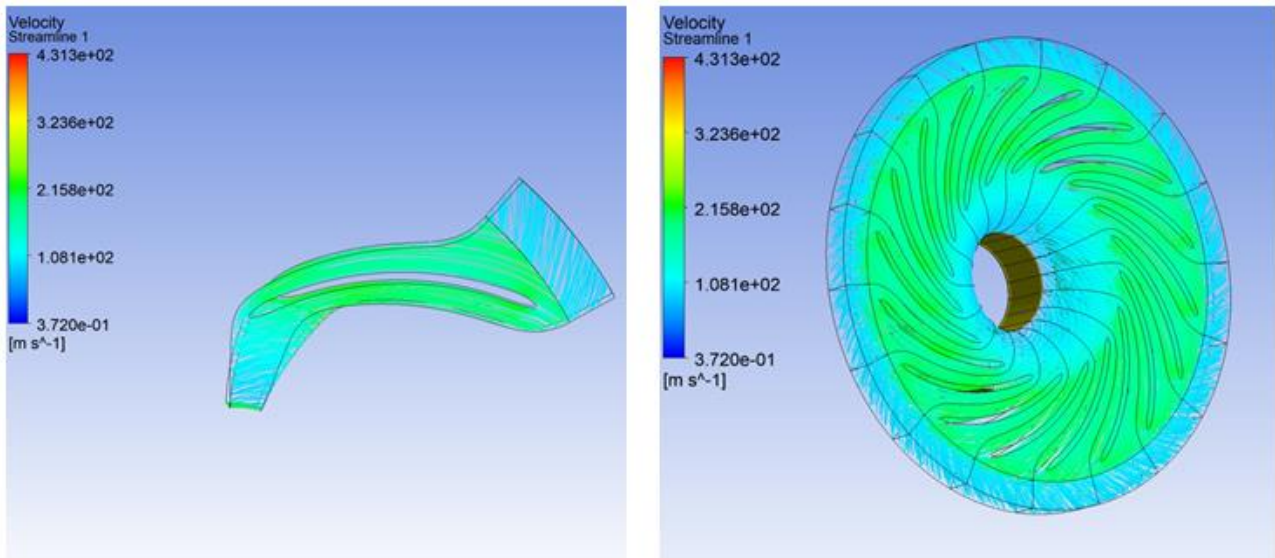 Velocity
Streamline 1
4.313e+02
3.236e+02
2.158e+02
1.081e+02
3.720e-01
[m s^-1]
Velocity
Streamline 1
4.313e+02
3.236e+02
2.158e+02
1.081e+02
3.720e-01
[m s^-1]